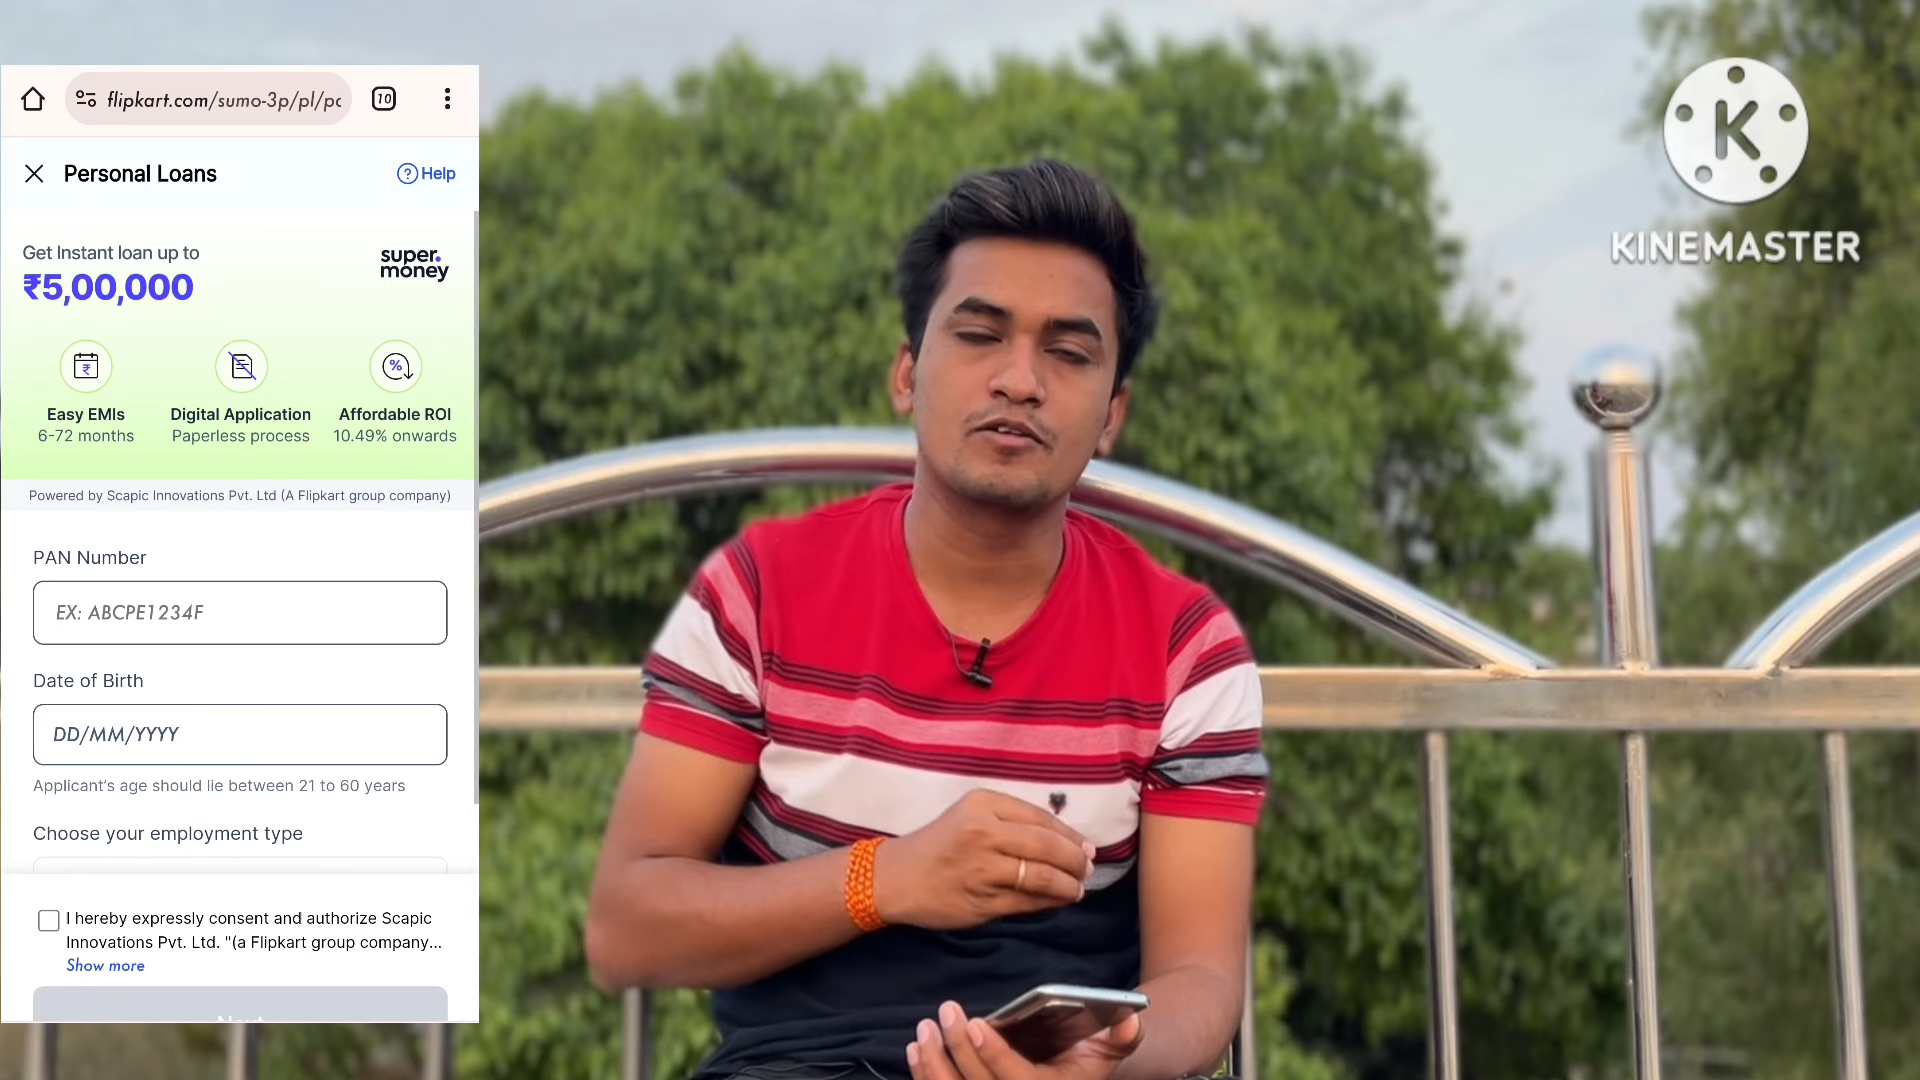 flipkart.com/sumo-3p/pl/pc
10
Personal Loans
Help
Get Instant loan up to
₹5,00,000
super.
money
Easy EMIs
6-72 months
Digital Application
Paperless process
Affordable ROI
10.49% onwards
Powered by Scapic Innovations Pvt. Ltd (A Flipkart group company)
PAN Number
EX: ABCPE1234F
Date of Birth
DD/MM/YYYY
Applicant's age should lie between 21 to 60 years
Choose your employment type
I hereby expressly consent and authorize Scapic
Innovations Pvt. Ltd. "(a Flipkart group company...
Show more
Next
K
KINEMASTER